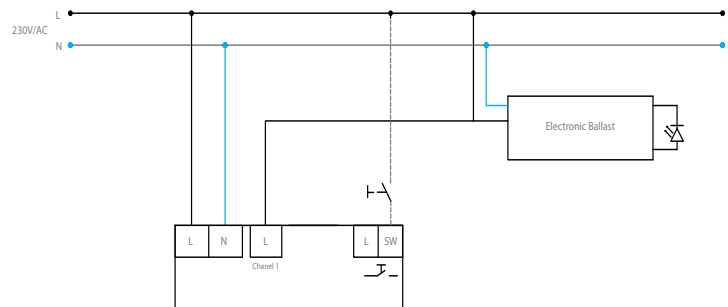 L
230V/AC
N
Electronic Ballast
L N L L SW
Chanel 1